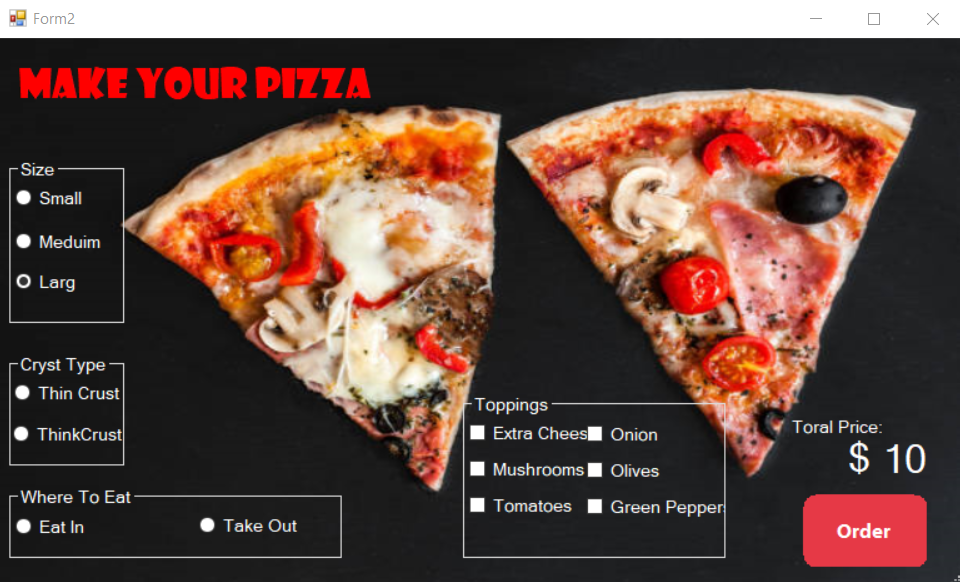 Form2
MAKE YOUR PIZZA
Size
Small
Meduim
Larg
Cryst Type
Thin Crust
ThinkCrust
Where To Eat
Eat In
Take Out
Toppings
Extra Chees
Onion
Mushrooms
Olives
Tomatoes
Green Pepper
Toral Price:
$ 10
Order